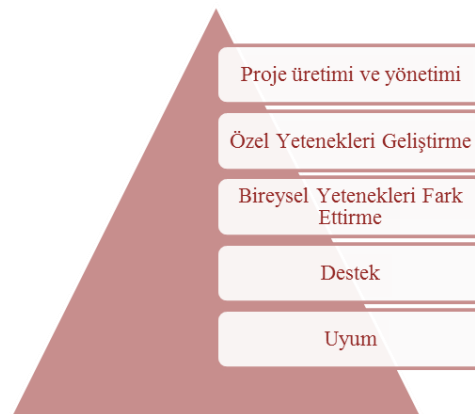 Proje üretimi ve yönetimi
Özel Yetenekleri Geliştirme
Bireysel Yetenekleri Fark
Ettirme
Destek
Uyum